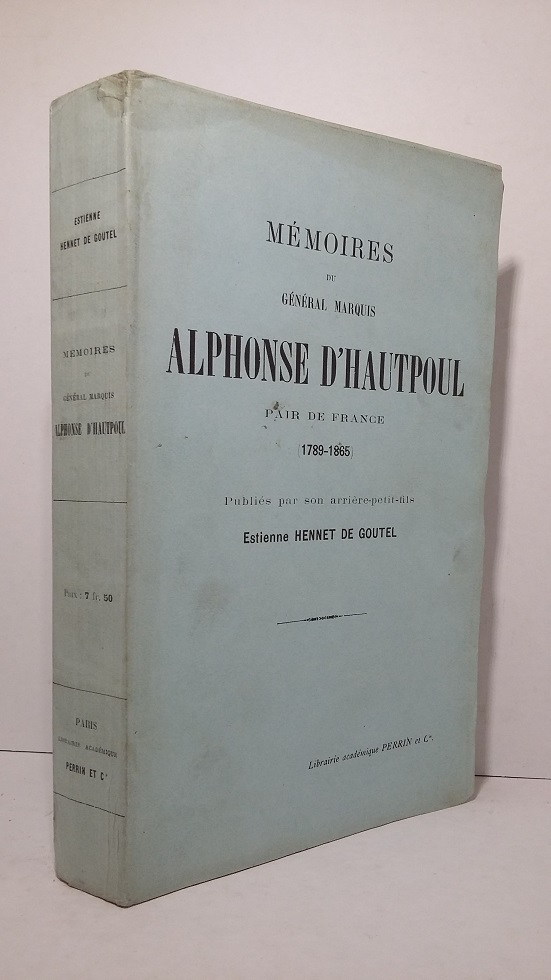 ESTIENNE
HENNET DE GOUTEL
MÉMOIRES
DU
GÉNÉRAL MARQUIS
ALPHONSE D'HAUTPOUL
Prix : 7 fr. 50
PARIS
LIBRAIRIE ACADÉMIQUE
PERRIN ET Cie
MÉMOIRES
DU
GÉNÉRAL MARQUIS
ALPHONSE D'HAUTPOUL
PAIR DE FRANCE
(1789-1865)
Publiés par son arrière-petit-fils
Estienne HENNET DE GOUTEL
Librairie académique PERRIN et Cie.